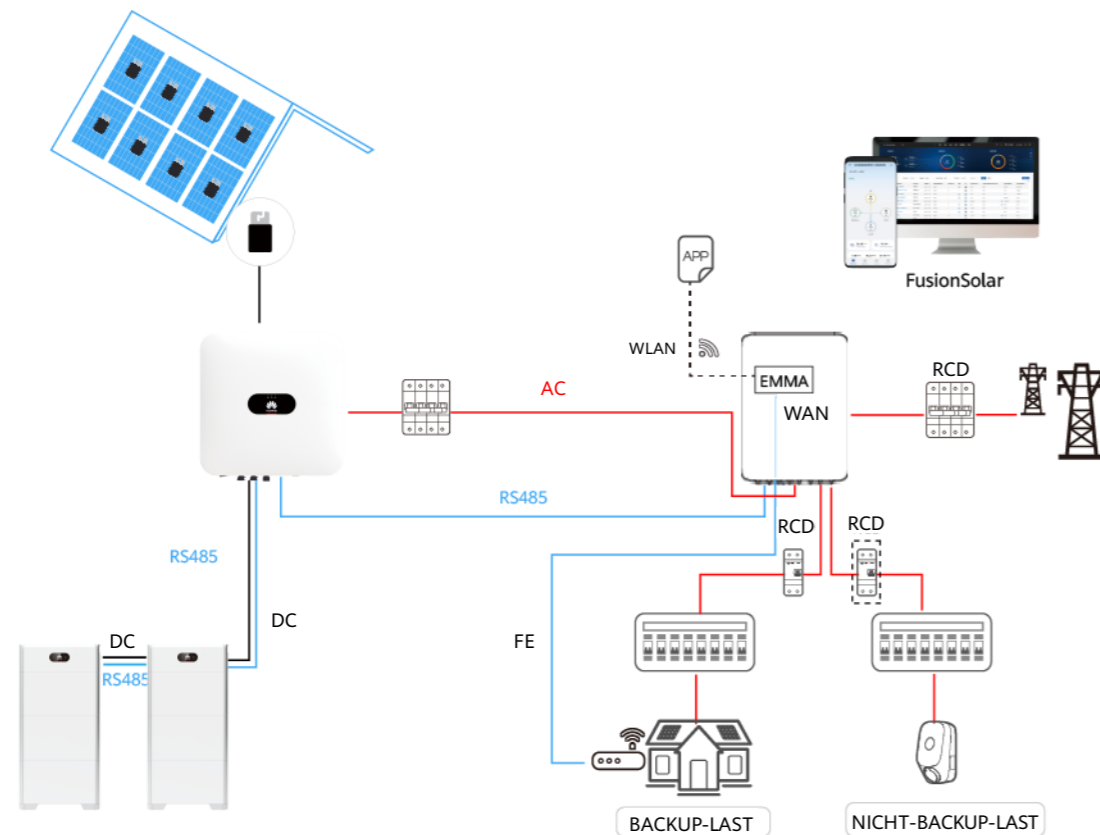 FusionSolar
APP
WLAN
EMMA
WAN
RCD
AC
RS485
RCD
RCD
RS485
DC
DC
RS485
FE
BACKUP-LAST
NICHT-BACKUP-LAST